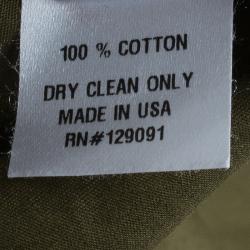 100 % COTTON
DRY CLEAN ONLY
MADE IN USA
RN#129091